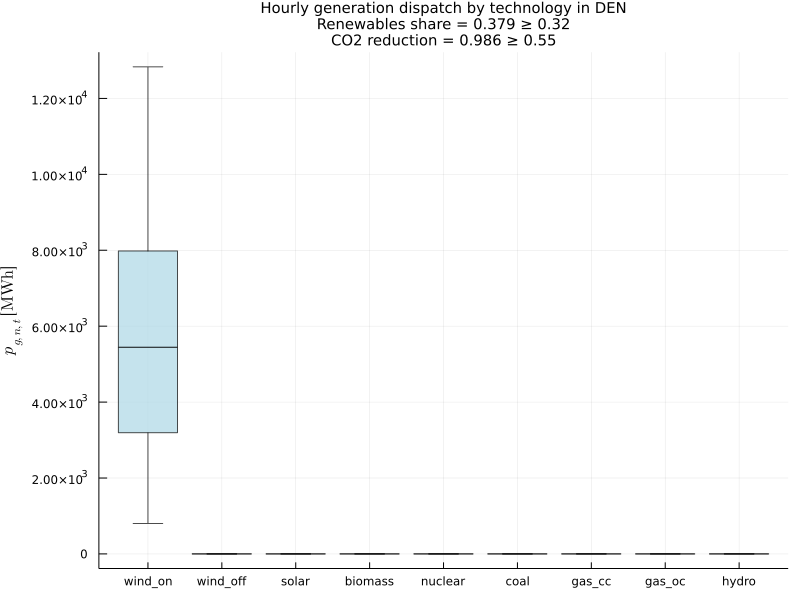 Hourly generation dispatch by technology in DEN
Renewables share = 0.379 ≥ 0.32
CO2 reduction = 0.986 ≥ 0.55
p_{g,n,t} [MWh]
1.20×10⁴
1.00×10⁴
8.00×10³
6.00×10³
4.00×10³
2.00×10³
0
wind_on wind_off solar biomass nuclear coal gas_cc gas_oc hydro